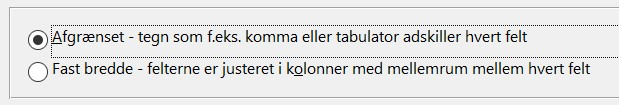 Afgrænset - tegn som f.eks. komma eller tabulator adskiller hvert felt
Fast bredde - felterne er justeret i kolonner med mellemrum mellem hvert felt